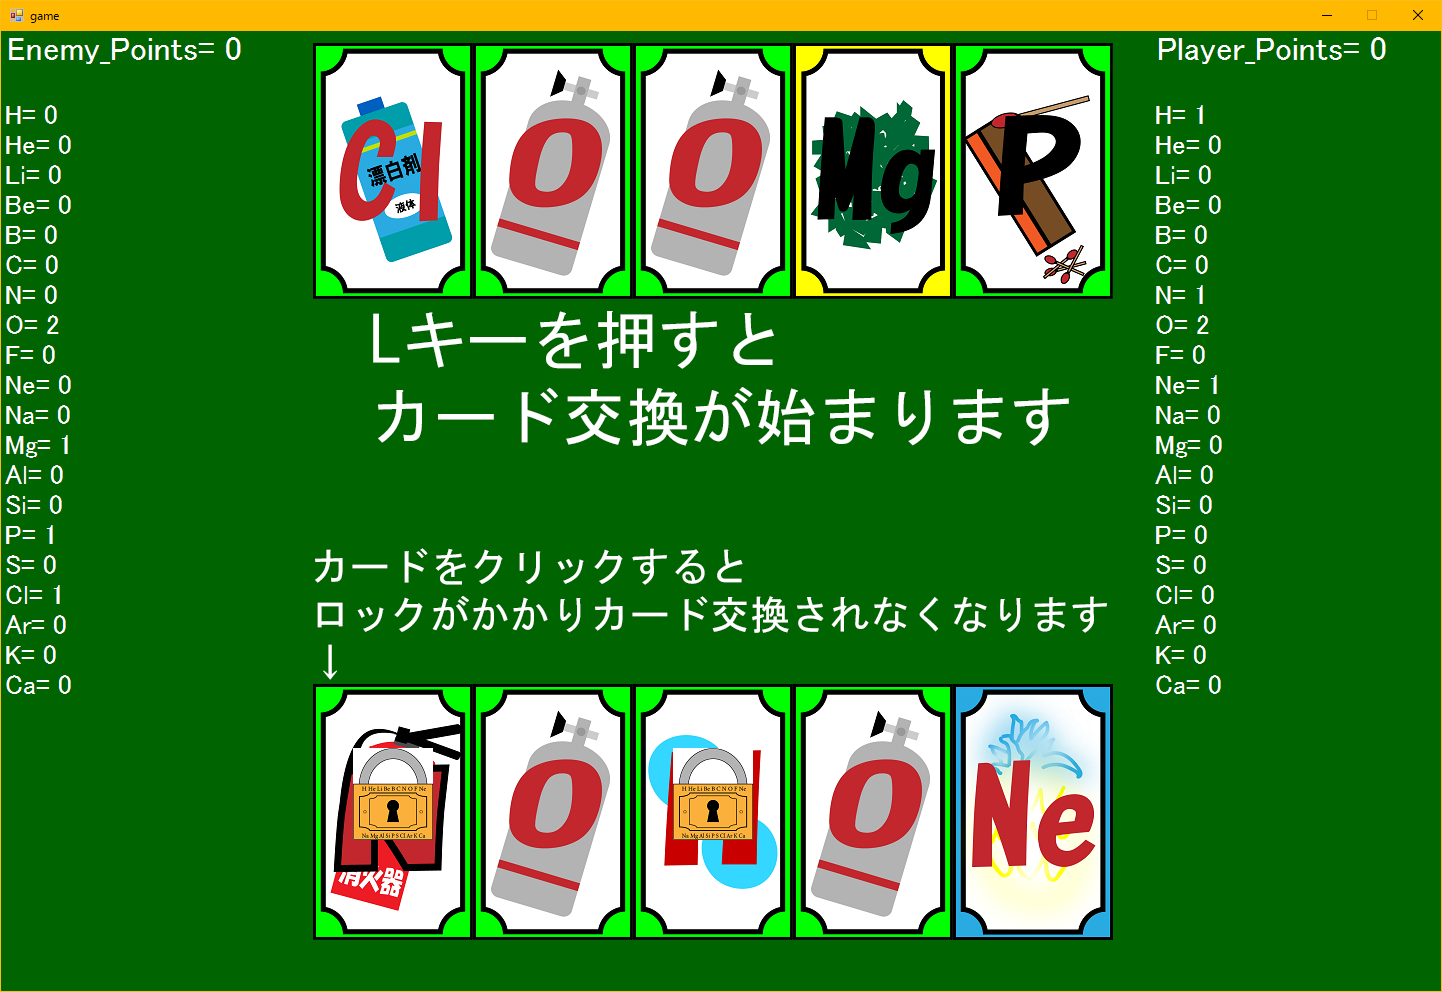 game
Enemy_Points= 0
H= 0
He= 0
Li= 0
Be= 0
B= 0
C= 0
N= 0
O= 2
F= 0
Ne= 0
Na= 0
Mg= 1
Al= 0
Si= 0
P= 1
S= 0
Cl= 1
Ar= 0
K= 0
Ca= 0
Cl
漂白剤
液体
O
O
Mg
P
Lキーを押すと
カード交換が始まります
カードをクリックすると
ロックがかかりカード交換されなくなります
↓
N
H He Li Be B C N O F Ne
Na Mg Al Si P S Cl Ar K Ca
消火器
O
H
H He Li Be B C N O F Ne
Na Mg Al Si P S Cl Ar K Ca
O
Ne
Player_Points= 0
H= 1
He= 0
Li= 0
Be= 0
B= 0
C= 0
N= 1
O= 2
F= 0
Ne= 1
Na= 0
Mg= 0
Al= 0
Si= 0
P= 0
S= 0
Cl= 0
Ar= 0
K= 0
Ca= 0